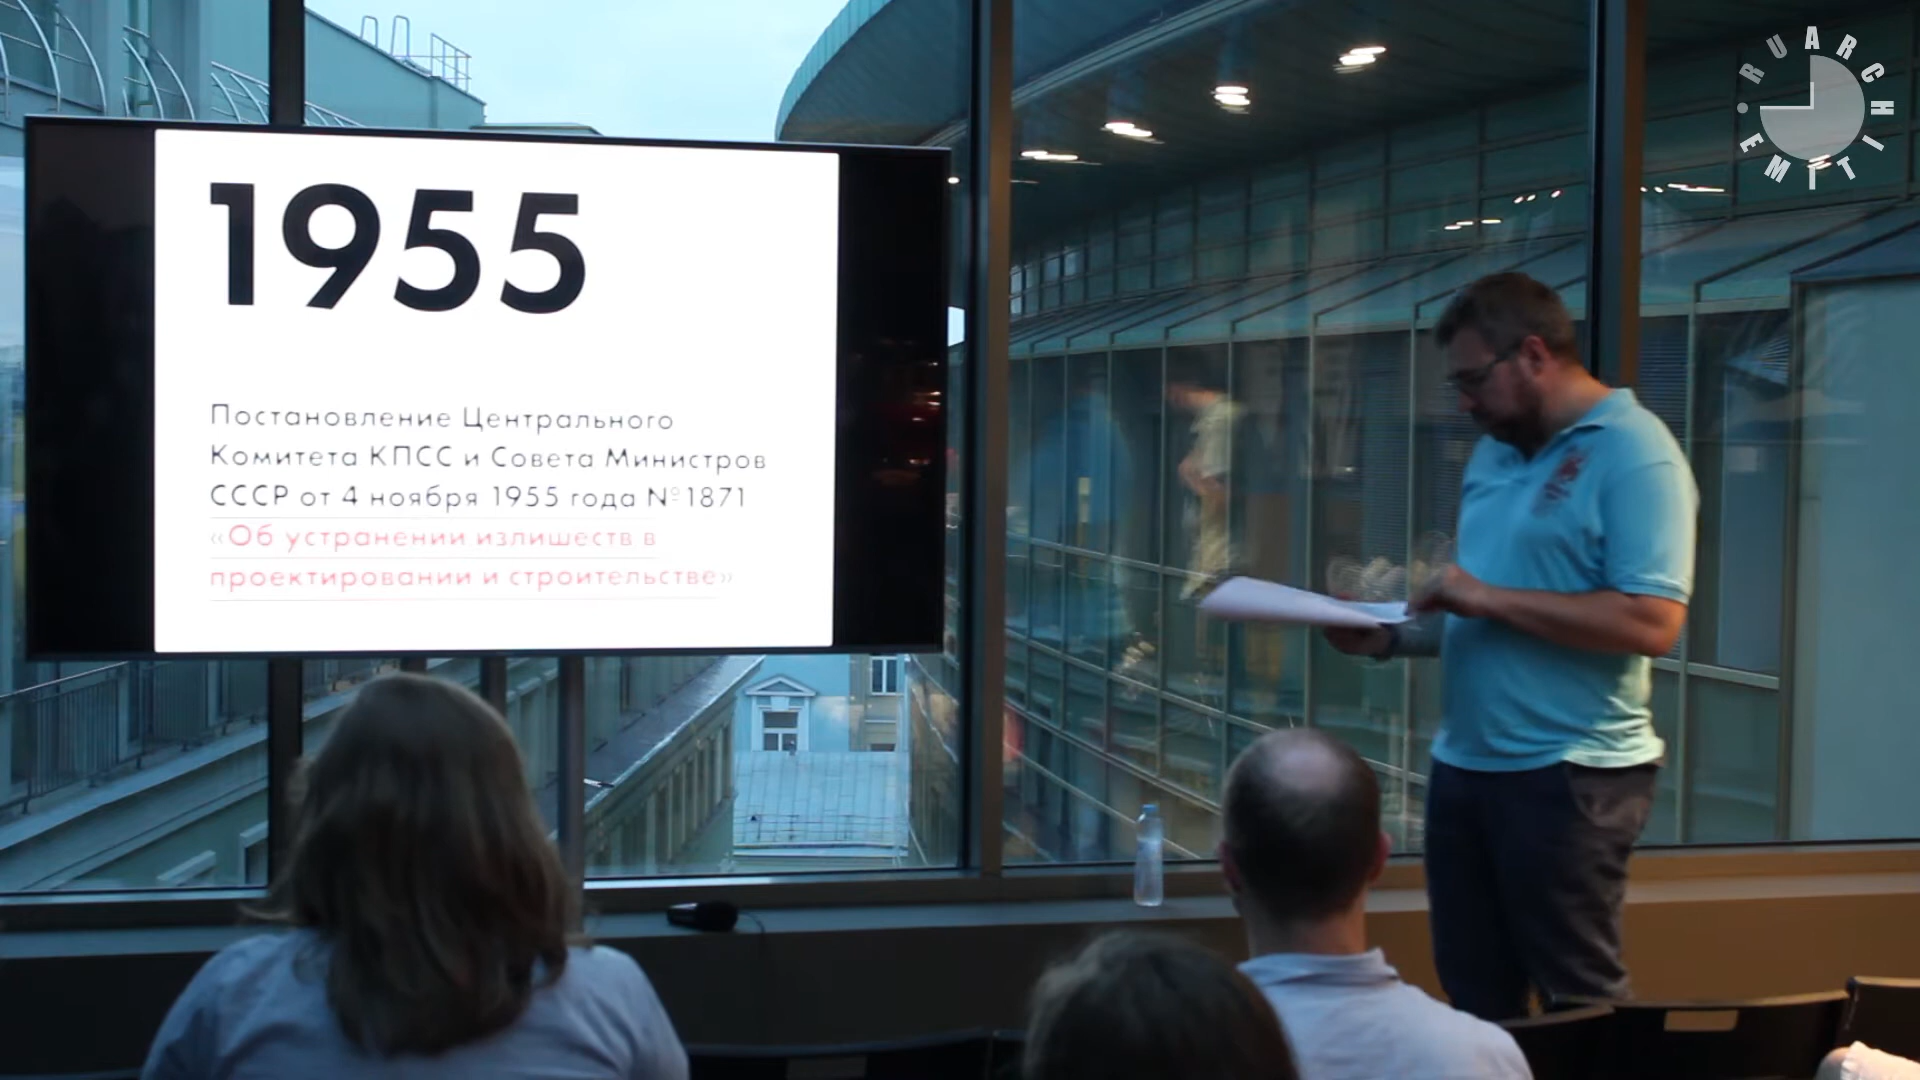 1955
Постановление Центрального
Комитета КПСС и Совета Министров
СССР от 4 ноября 1955 года №1871
«Об устранении излишеств в
проектировании и строительстве»
RUARCHTIME